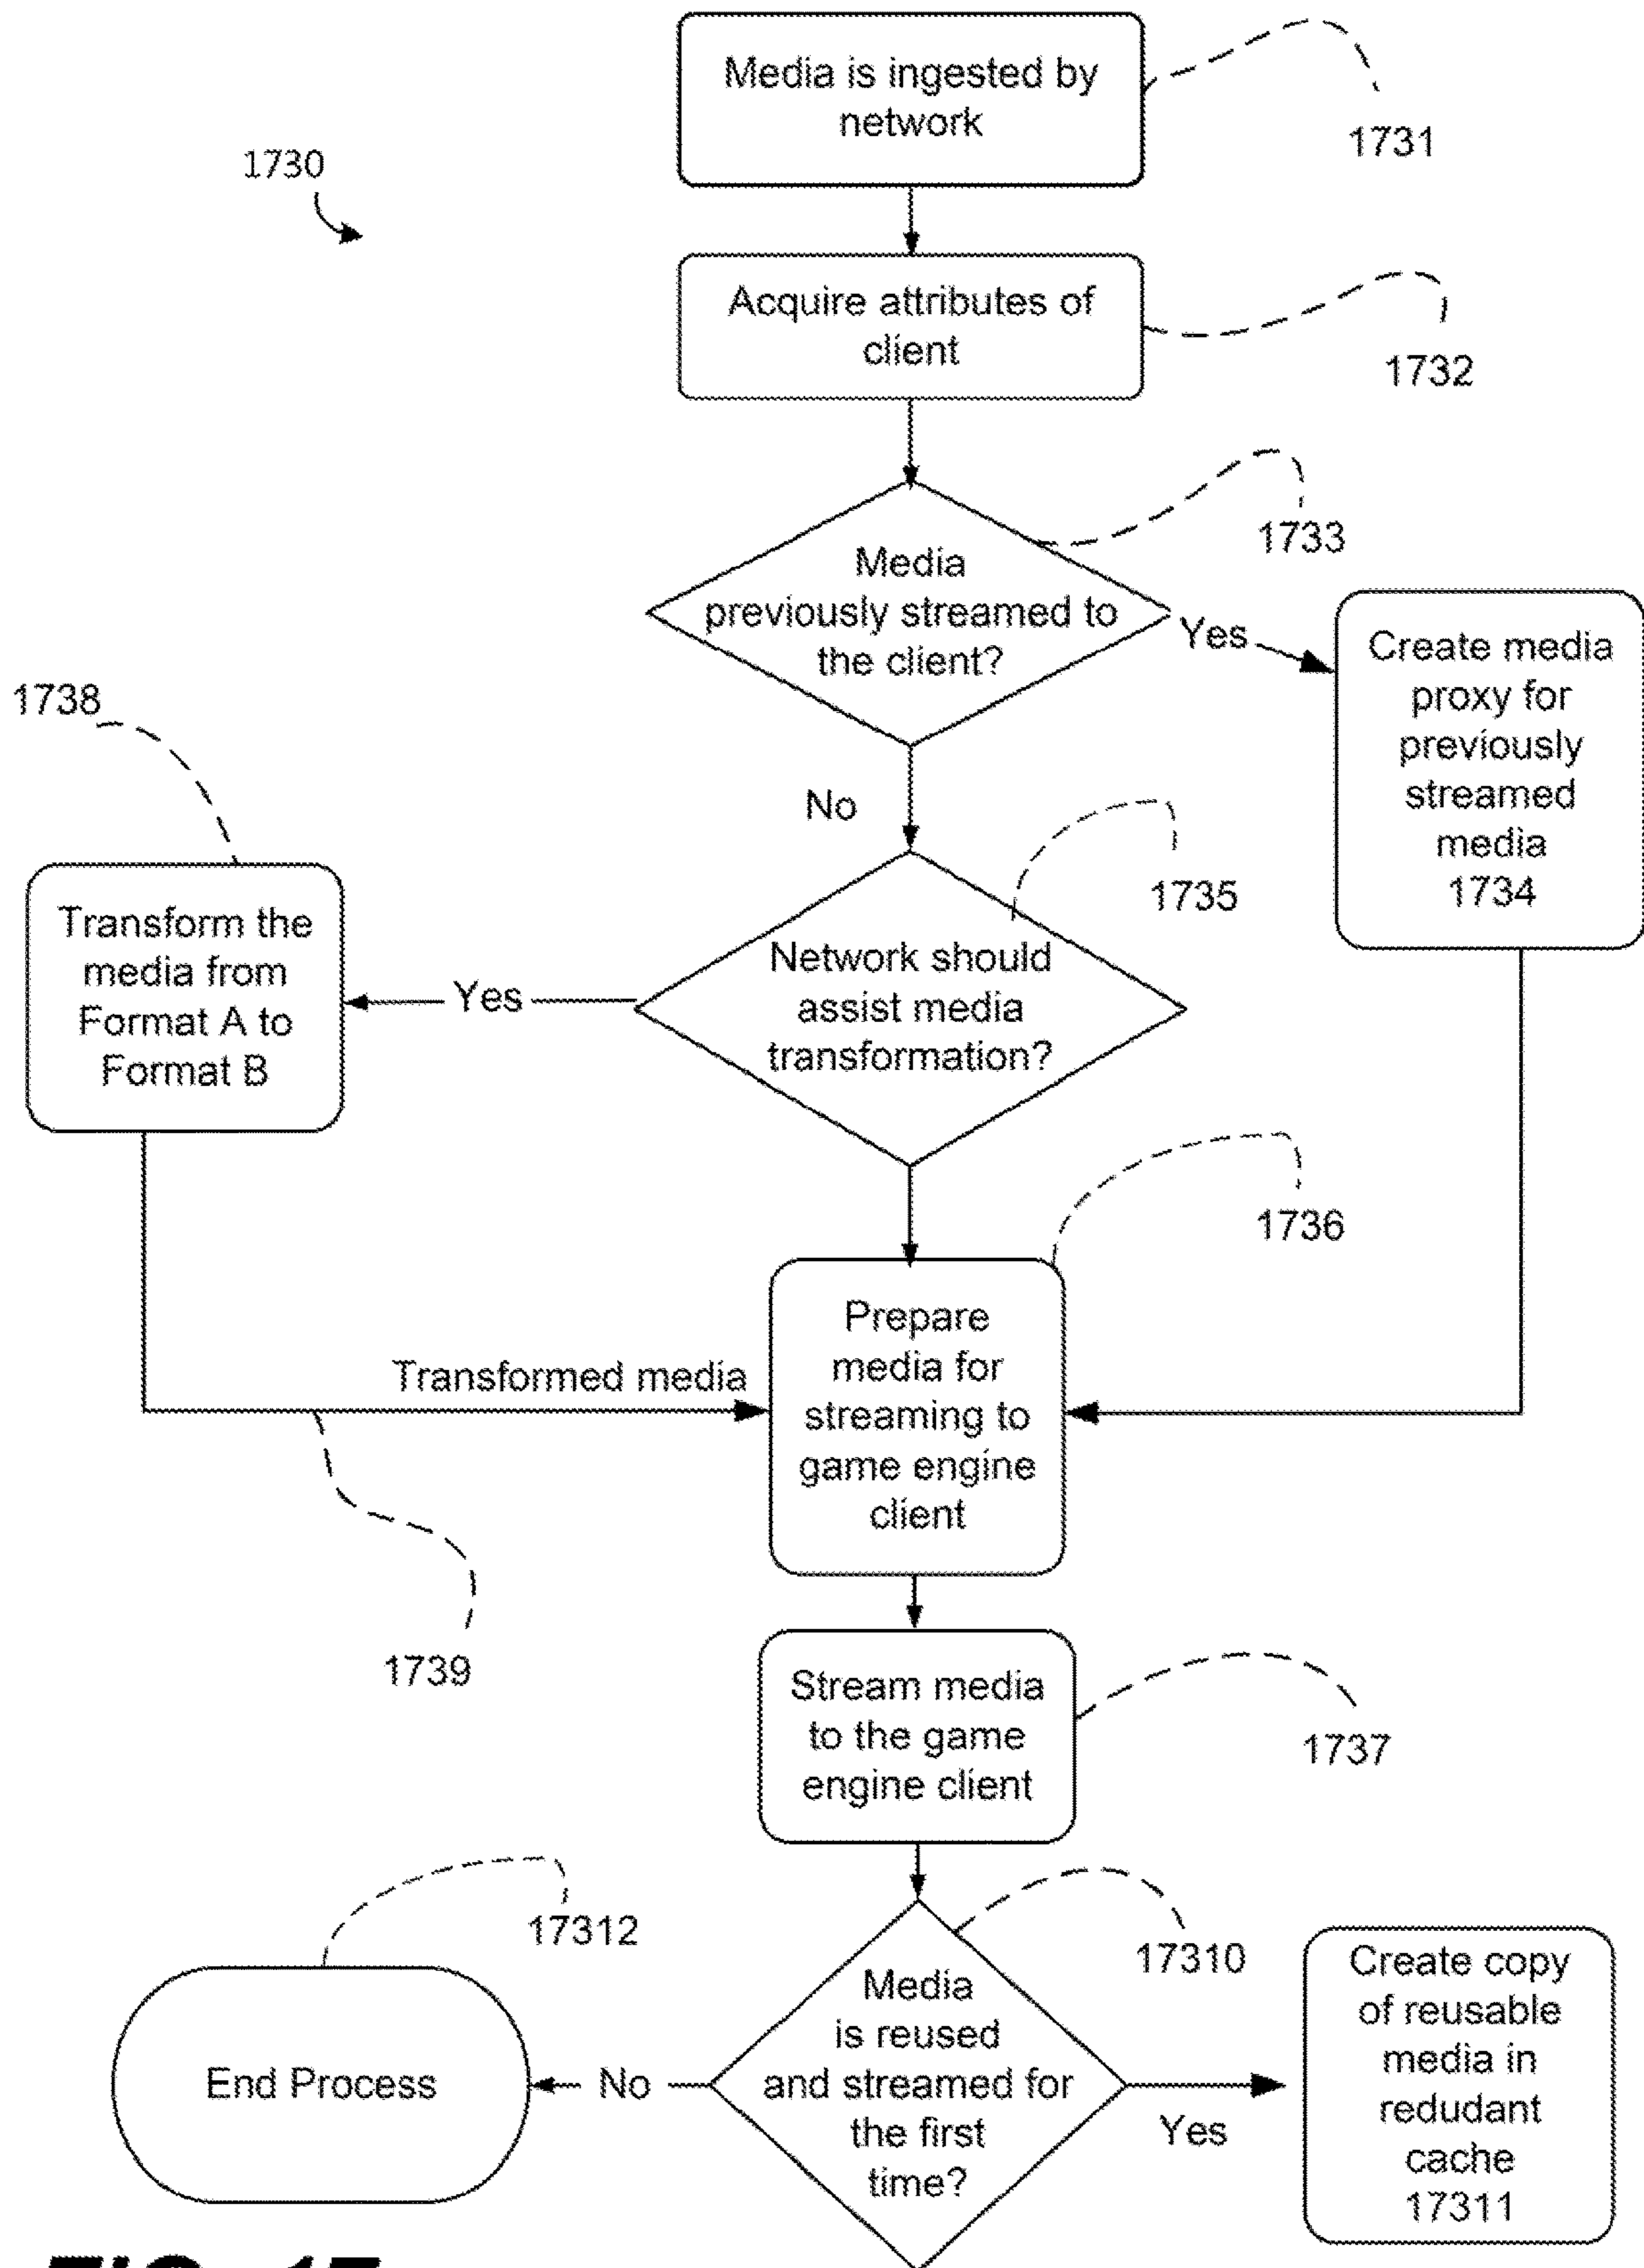 Media is ingested by
network
1731
1730
Acquire attributes of
client
1732
1733
Media
previously streamed to
the client?
Yes
Create media
proxy for
previously
streamed
media
1734
1738
No
1735
Transform the
media from
Format A to
Format B
Yes
Network should
assist media
transformation?
1736
Prepare
media for
streaming to
game engine
client
Transformed media
1739
Stream media
to the game
engine client
1737
17312
17310
End Process
No
Media
is reused
and streamed for
the first
time?
Yes
Create copy
of reusable
media in
redudant
cache
17311